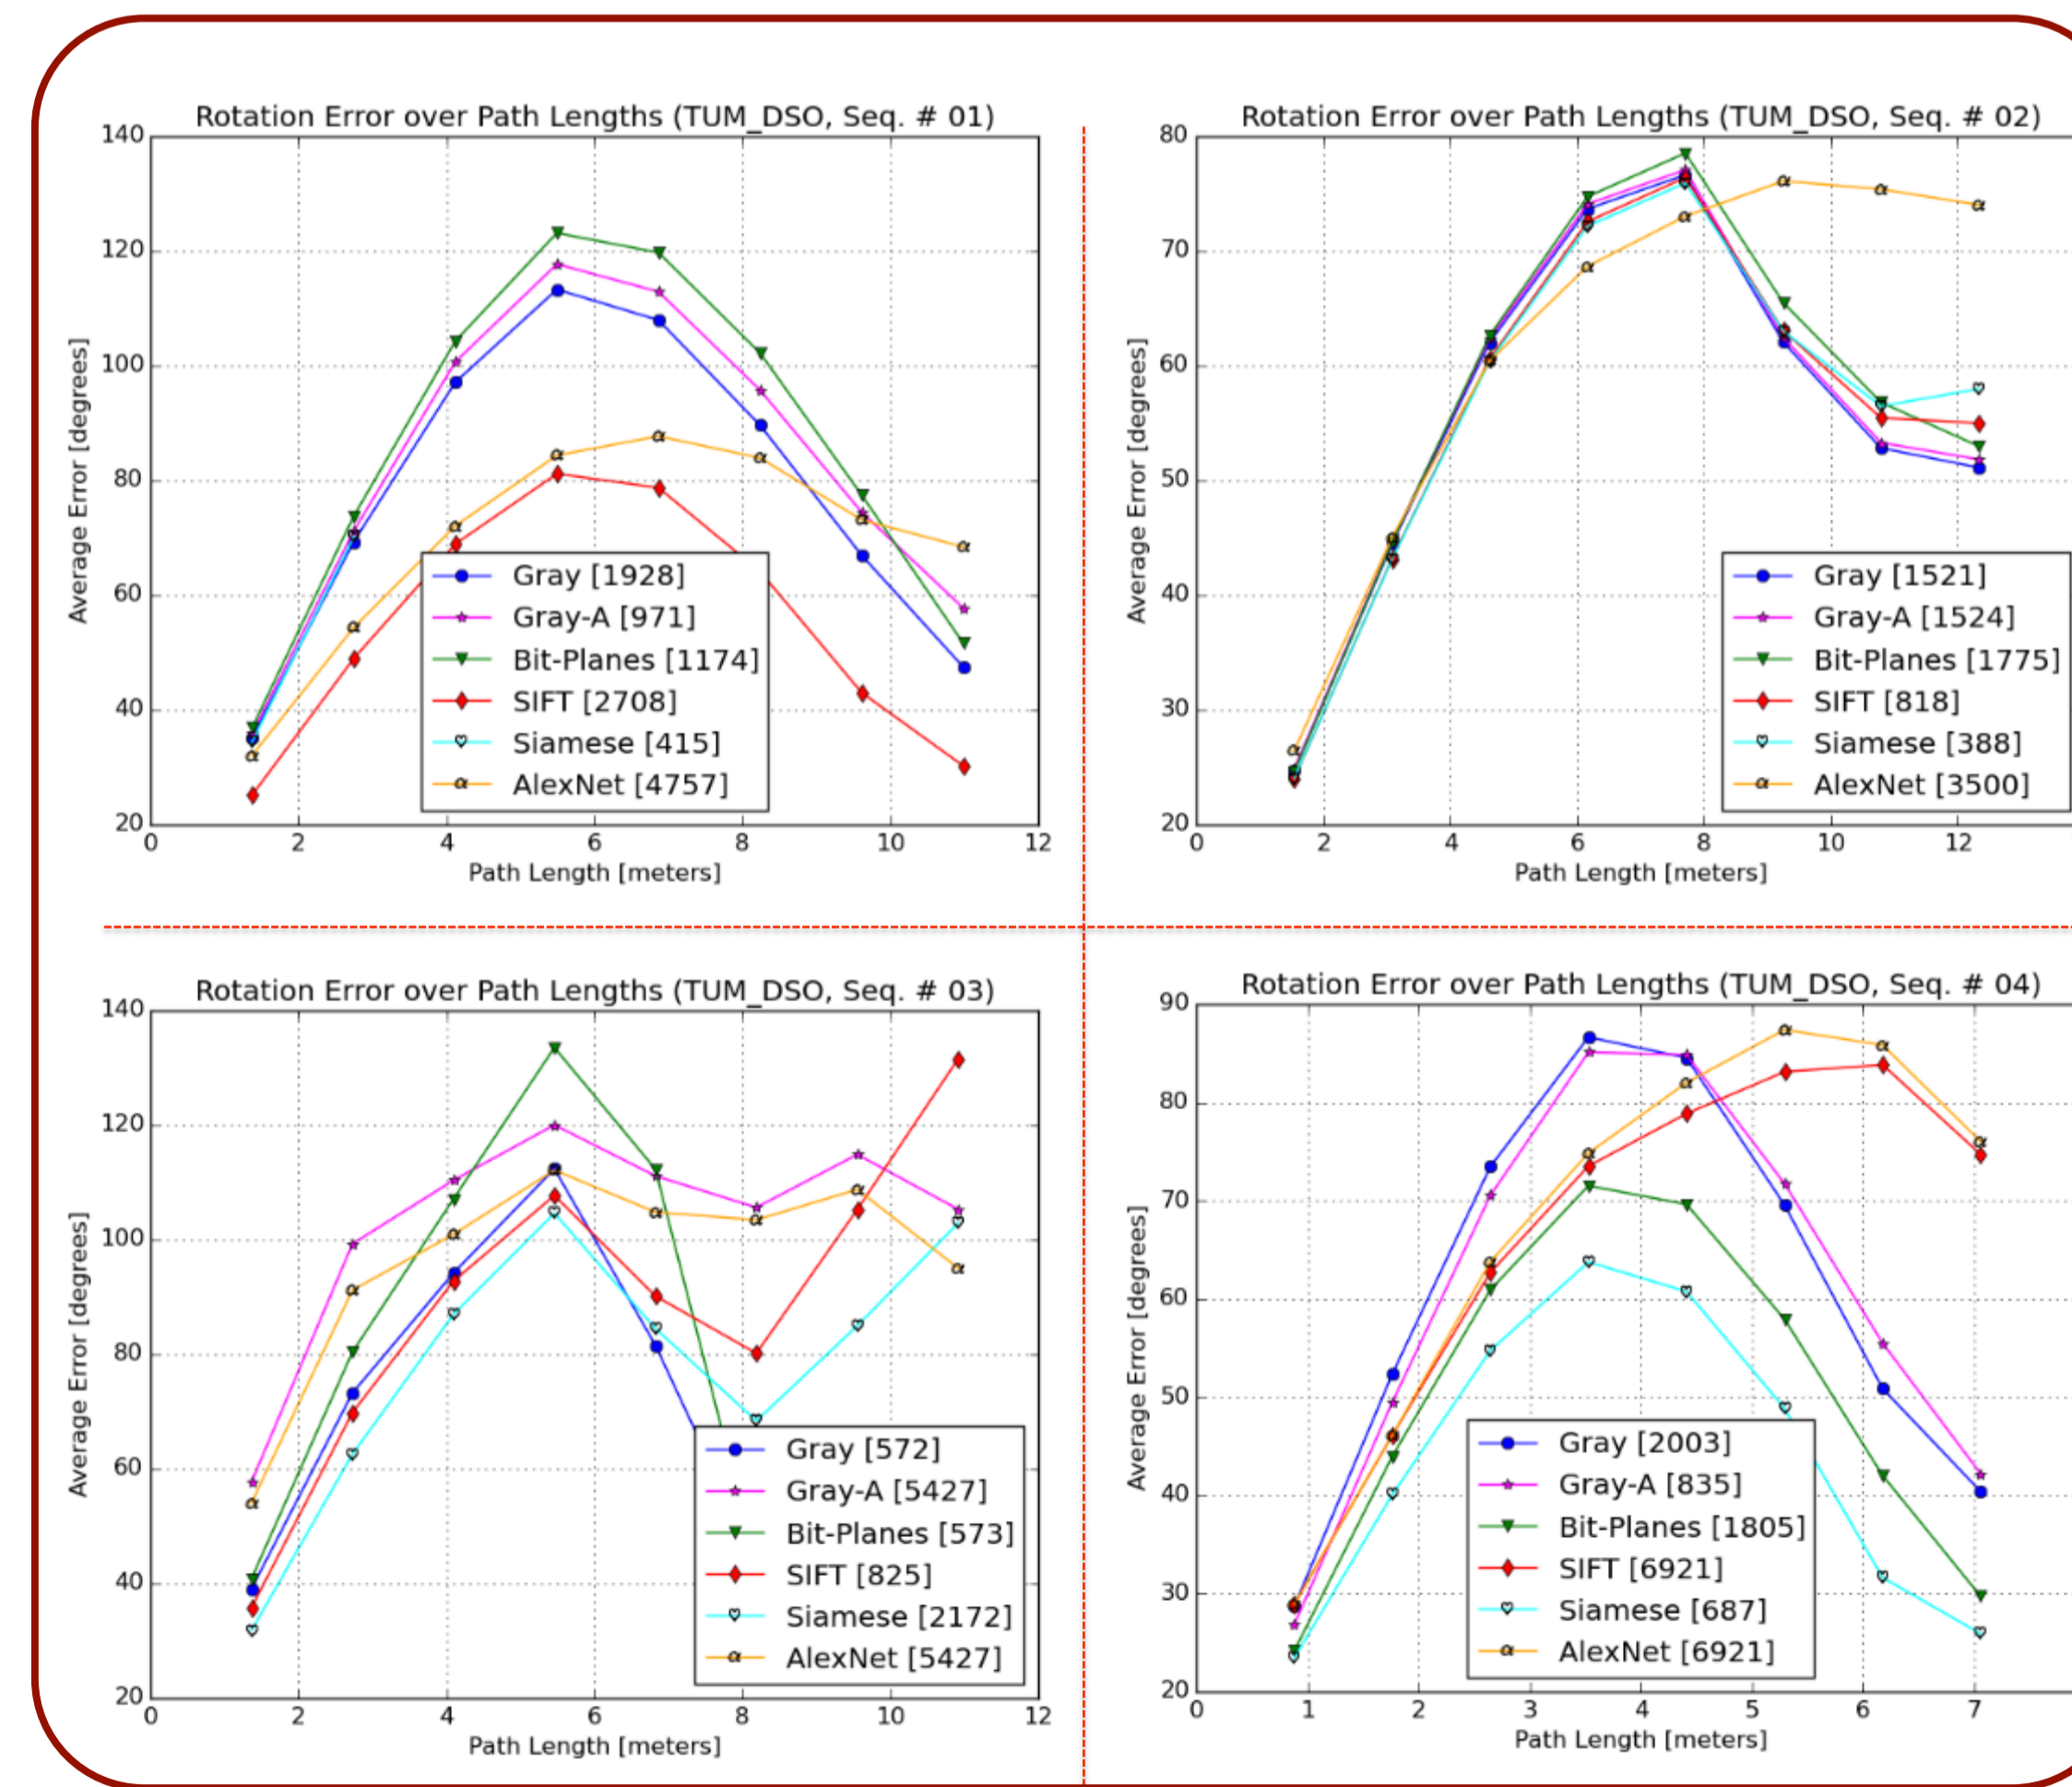 Rotation Error over Path Lengths (TUM_DSO, Seq. # 01)
140
120
100
80
60
40
20
Average Error [degrees]
Gray [1928]
Gray-A [971]
Bit-Planes [1174]
SIFT [2708]
Siamese [415]
AlexNet [4757]
0 2 4 6 8 10 12
Path Length [meters]
Rotation Error over Path Lengths (TUM_DSO, Seq. # 02)
80
70
60
50
40
30
20
Average Error [degrees]
Gray [1521]
Gray-A [1524]
Bit-Planes [1775]
SIFT [818]
Siamese [388]
AlexNet [3500]
0 2 4 6 8 10 12
Path Length [meters]
Rotation Error over Path Lengths (TUM_DSO, Seq. # 03)
140
120
100
80
60
40
20
Average Error [degrees]
Gray [572]
Gray-A [5427]
Bit-Planes [573]
SIFT [825]
Siamese [2172]
AlexNet [5427]
0 2 4 6 8 10 12
Path Length [meters]
Rotation Error over Path Lengths (TUM_DSO, Seq. # 04)
90
80
70
60
50
40
30
20
Average Error [degrees]
Gray [2003]
Gray-A [835]
Bit-Planes [1805]
SIFT [6921]
Siamese [687]
AlexNet [6921]
0 1 2 3 4 5 6 7
Path Length [meters]